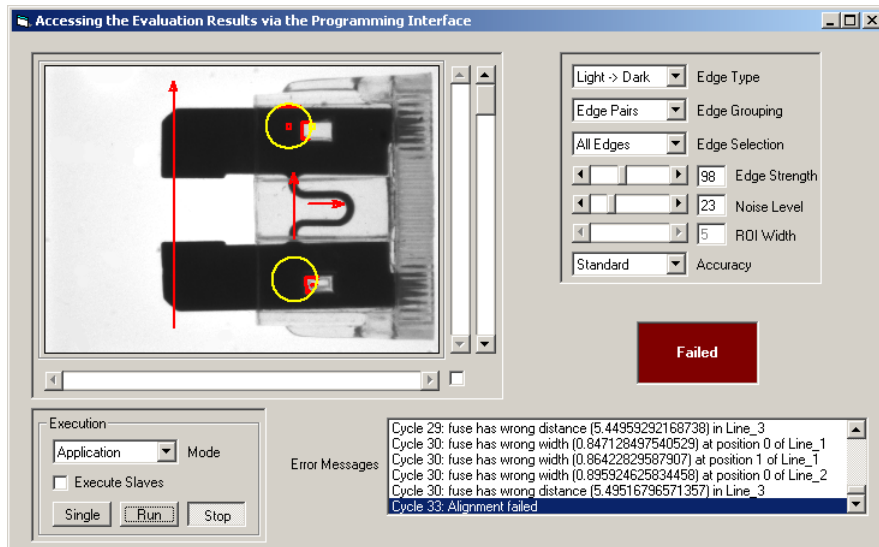 Accessing the Evaluation Results via the Programming Interface
Light -> Dark Edge Type
Edge Pairs Edge Grouping
All Edges Edge Selection
98 Edge Strength
23 Noise Level
5 ROI Width
Standard Accuracy
Failed
Execution
Application Mode
Execute Slaves
Single Run Stop
Error Messages
Cycle 29: fuse has wrong distance (5.44959292168738) in Line_3
Cycle 30: fuse has wrong width (0.847128497540529) at position 0 of Line_1
Cycle 30: fuse has wrong width (0.86422829587907) at position 1 of Line_1
Cycle 30: fuse has wrong width (0.895924625834458) at position 0 of Line_2
Cycle 30: fuse has wrong distance (5.49516796571357) in Line_3
Cycle 33: Alignment failed